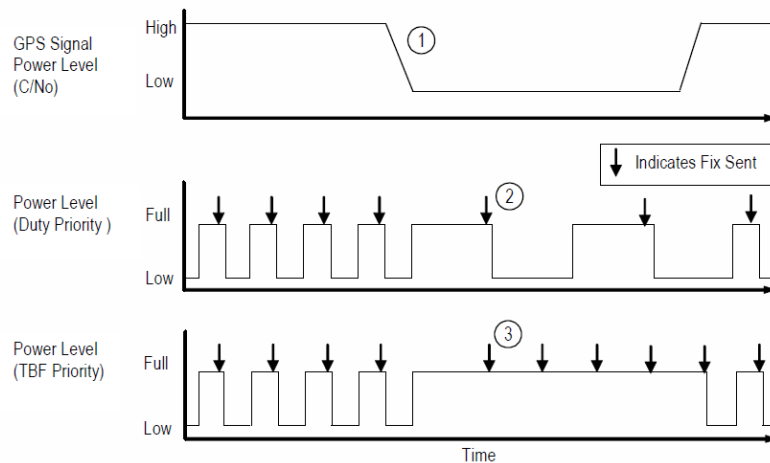 GPS Signal
Power Level
(C/No)
High
Low
1
Indicates Fix Sent
Power Level
(Duty Priority )
Full
Low
2
Power Level
(TBF Priority)
Full
Low
3
Time